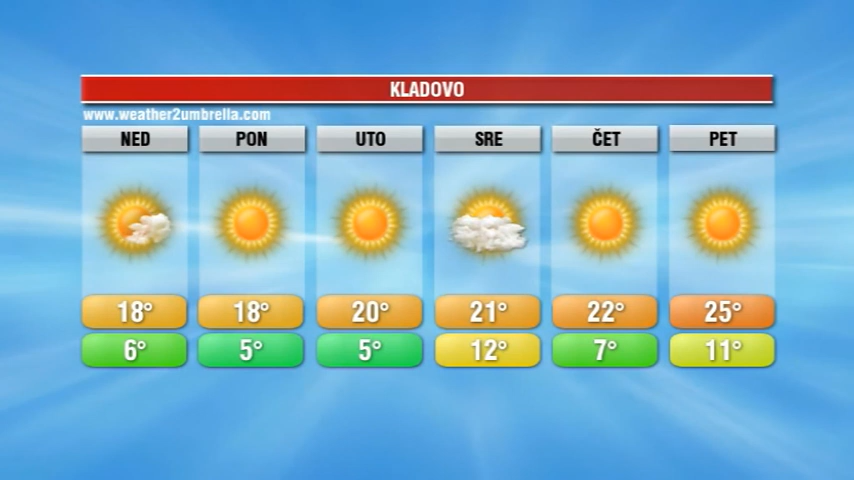 KLADOVO
www.weather2umbrella.com
NED PON UTO SRE ČET PET
18° 18° 20° 21° 22° 25°
6° 5° 5° 12° 7° 11°